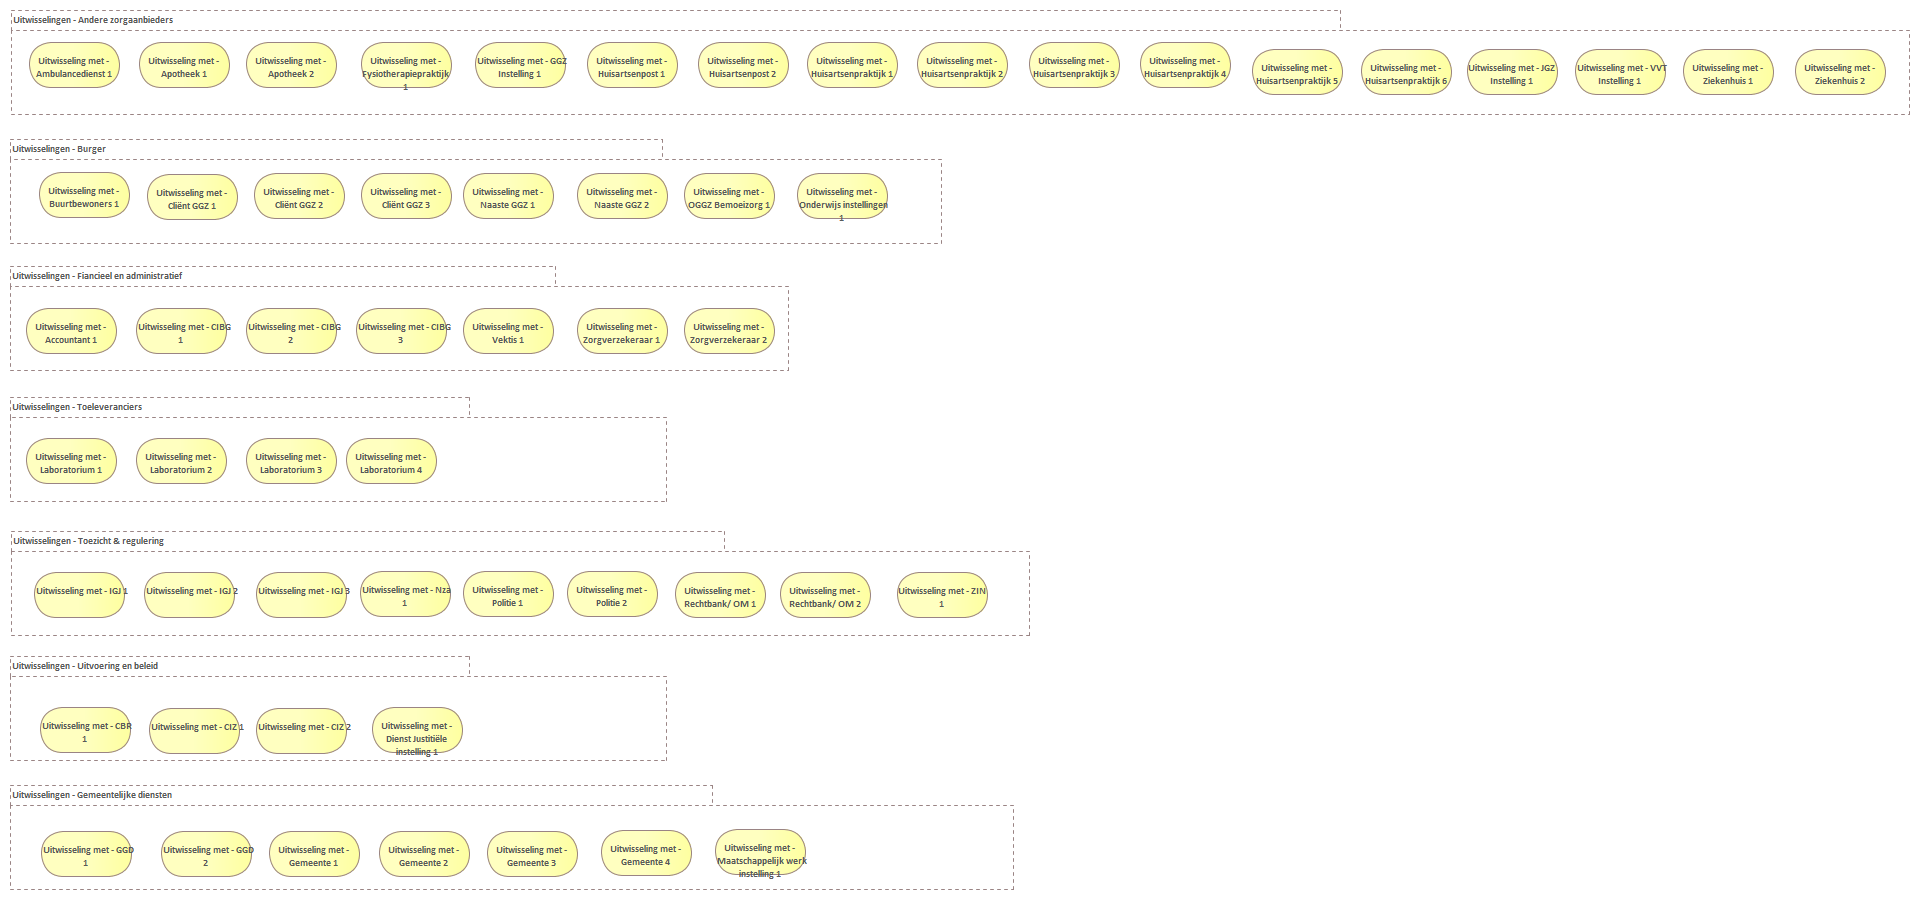 Uitwisselingen - Andere zorgaanbieders
Uitwisseling met -
Ambulancedienst 1
Uitwisseling met -
Apotheek 1
Uitwisseling met -
Apotheek 2
Uitwisseling met -
Fysiotherapiepraktijk
1
Uitwisseling met - GGZ
Instelling 1
Uitwisseling met -
Huisartsenpost 1
Uitwisseling met -
Huisartsenpost 2
Uitwisseling met -
Huisartsenpraktijk 1
Uitwisseling met -
Huisartsenpraktijk 2
Uitwisseling met -
Huisartsenpraktijk 3
Uitwisseling met -
Huisartsenpraktijk 4
Uitwisseling met -
Huisartsenpraktijk 5
Uitwisseling met -
Huisartsenpraktijk 6
Uitwisseling met - JGZ
Instelling 1
Uitwisseling met - VVT
Instelling 1
Uitwisseling met -
Ziekenhuis 1
Uitwisseling met -
Ziekenhuis 2
Uitwisselingen - Burger
Uitwisseling met -
Buurtbewoners 1
Uitwisseling met -
Cliënt GGZ 1
Uitwisseling met -
Cliënt GGZ 2
Uitwisseling met -
Cliënt GGZ 3
Uitwisseling met -
Naaste GGZ 1
Uitwisseling met -
Naaste GGZ 2
Uitwisseling met -
OGGZ Bemoeizorg 1
Uitwisseling met -
Onderwijs instellingen
1
Uitwisselingen - Fiancieel en administratief
Uitwisseling met -
Accountant 1
Uitwisseling met - CIBG
1
Uitwisseling met - CIBG
2
Uitwisseling met - CIBG
3
Uitwisseling met -
Vektis 1
Uitwisseling met -
Zorgverzekeraar 1
Uitwisseling met -
Zorgverzekeraar 2
Uitwisselingen - Toeleveranciers
Uitwisseling met -
Laboratorium 1
Uitwisseling met -
Laboratorium 2
Uitwisseling met -
Laboratorium 3
Uitwisseling met -
Laboratorium 4
Uitwisselingen - Toezicht & regulering
Uitwisseling met - IGJ 1
Uitwisseling met - IGJ 2
Uitwisseling met - IGJ 3
Uitwisseling met - Nza
1
Uitwisseling met -
Politie 1
Uitwisseling met -
Politie 2
Uitwisseling met -
Rechtbank/ OM 1
Uitwisseling met -
Rechtbank/ OM 2
Uitwisseling met - ZIN
1
Uitwisselingen - Uitvoering en beleid
Uitwisseling met - CBR
1
Uitwisseling met - CIZ 1
Uitwisseling met - CIZ 2
Uitwisseling met -
Dienst Justitiële
instelling 1
Uitwisselingen - Gemeentelijke diensten
Uitwisseling met - GGD
1
Uitwisseling met - GGD
2
Uitwisseling met -
Gemeente 1
Uitwisseling met -
Gemeente 2
Uitwisseling met -
Gemeente 3
Uitwisseling met -
Gemeente 4
Uitwisseling met -
Maatschappelijk werk
instelling 1